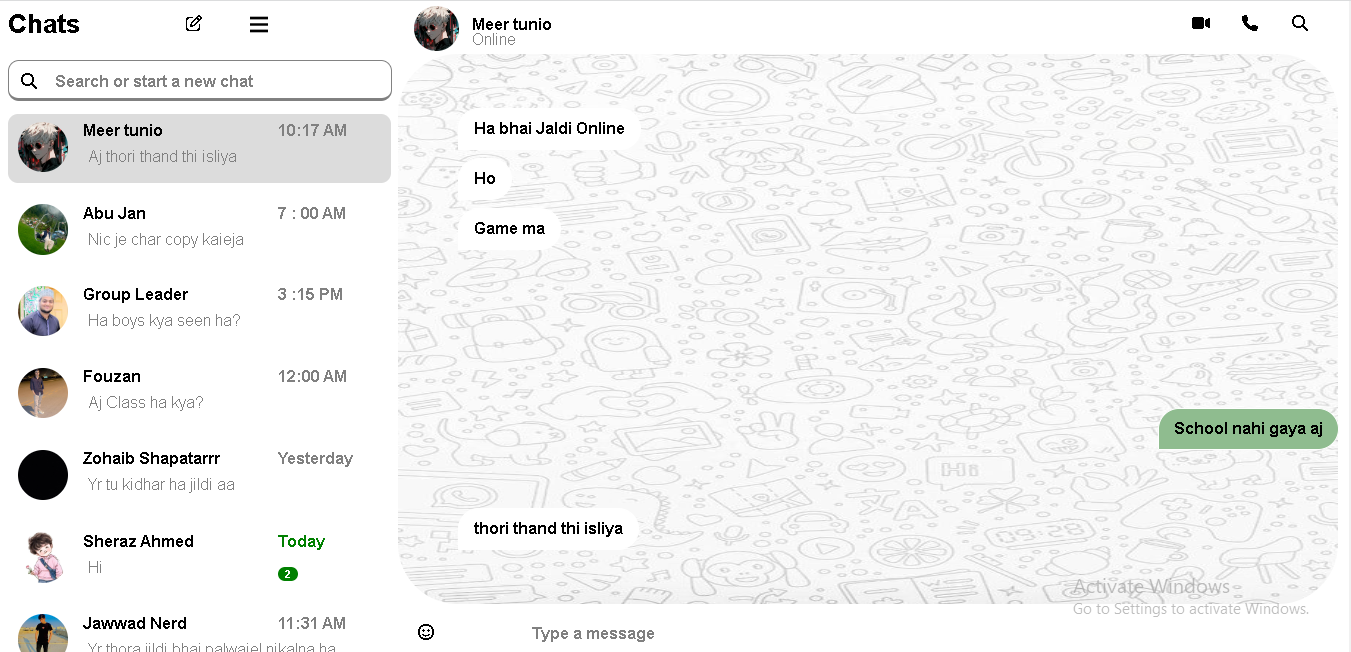 Chats
Search or start a new chat
Meer tunio 10:17 AM
Aj thori thand thi isliya
Abu Jan 7 : 00 AM
Nic je char copy kaieja
Group Leader 3 :15 PM
Ha boys kya seen ha?
Fouzan 12:00 AM
Aj Class ha kya?
Zohaib Shapatarrr Yesterday
Yr tu kidhar ha jildi aa
Sheraz Ahmed Today
Hi 2
Jawwad Nerd 11:31 AM
Yr thora jildi bhai palwajel nikalna ha
Meer tunio
Online
BFF
Ha bhai Jaldi Online
Ho
Game ma
School nahi gaya aj
Hi
thori thand thi isliya
09:29
Activate Windows
Go to Settings to activate Windows.
Type a message